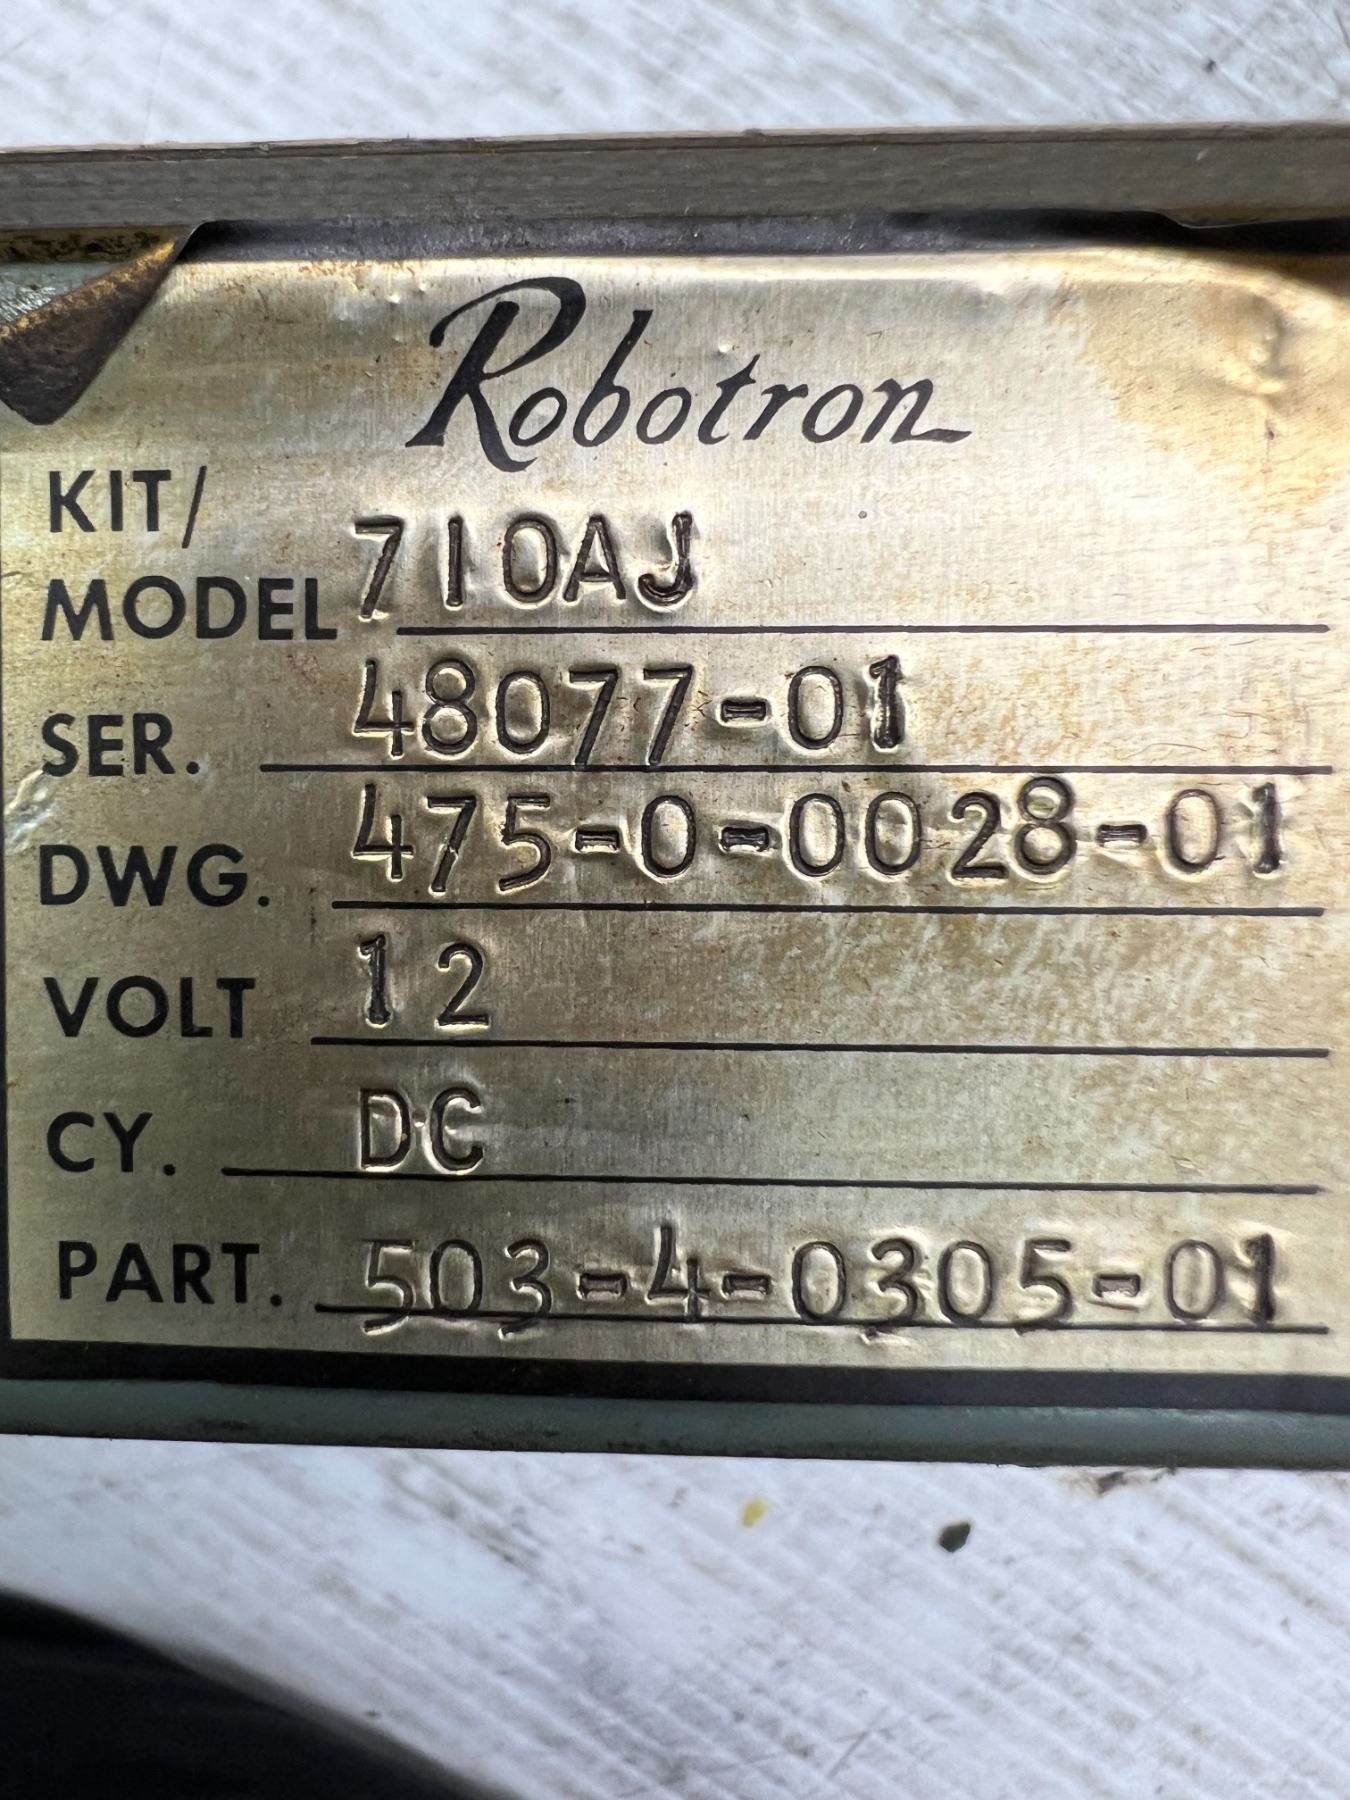 Robotron
KIT/
MODEL 710AJ
SER. 48077-01
DWG. 475-0-0028-01
VOLT 12
CY. DC
PART. 503-4-0305-01